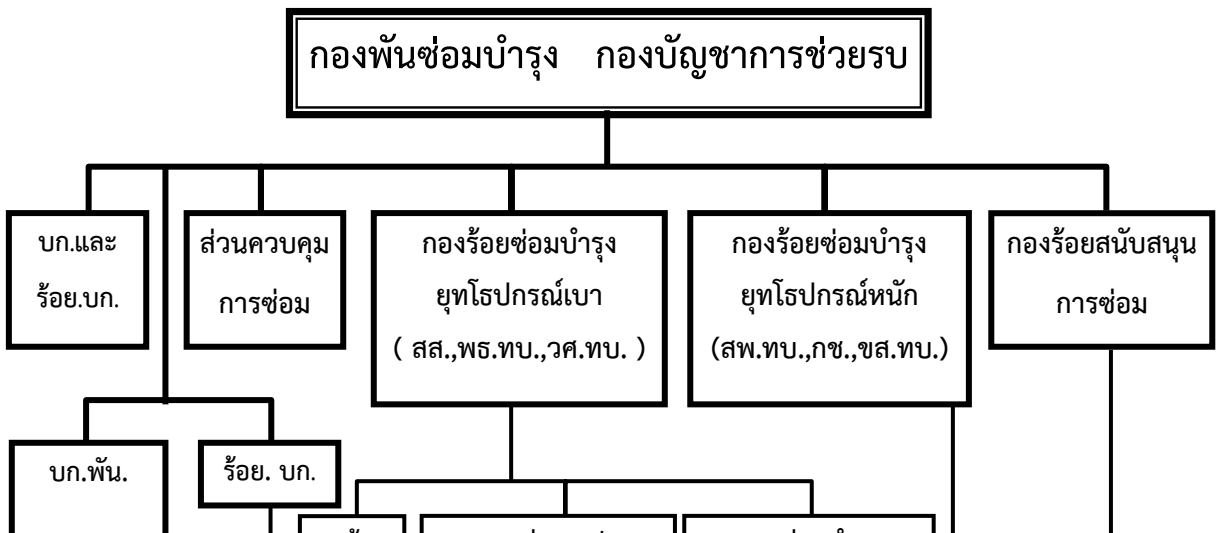 กองพันซ่อมบำรุง กองบัญชาการช่วยรบ
บก.และ
ร้อย.บก.
ส่วนควบคุม
การซ่อม
กองร้อยซ่อมบำรุง
ยุทโธปกรณ์เบา
( สส.,พธ.ทบ.,วศ.ทบ. )
กองร้อยซ่อมบำรุง
ยุทโธปกรณ์หนัก
(สพ.ทบ.,กช.,ขส.ทบ.)
กองร้อยสนับสนุน
การซ่อม
บก.พัน.
ร้อย. บก.